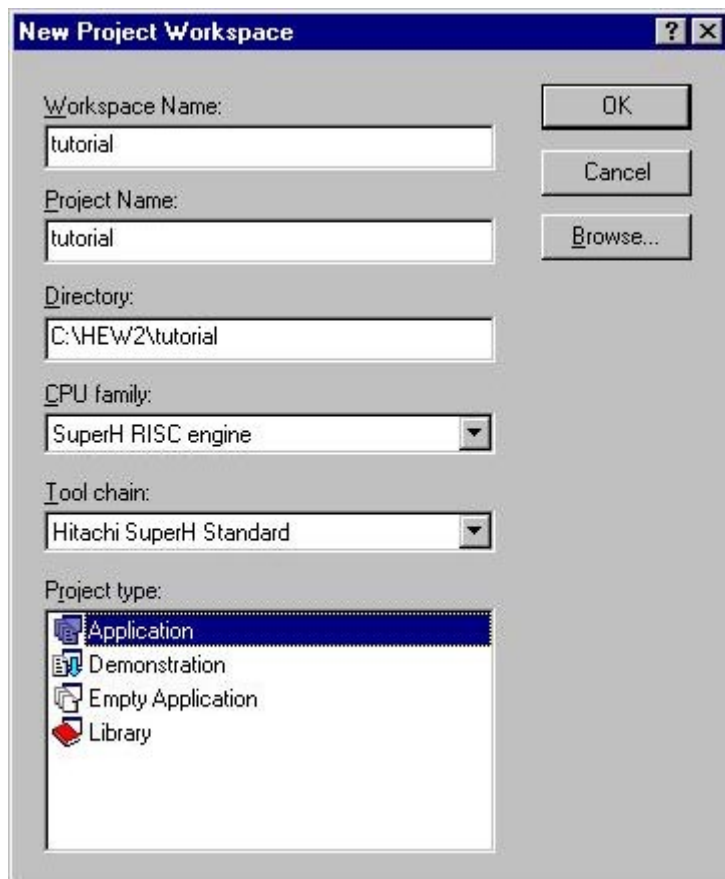 New Project Workspace
Workspace Name:
tutorial
Project Name:
tutorial
Directory:
C:\HEW2\tutorial
CPU family:
SuperH RISC engine
Tool chain:
Hitachi SuperH Standard
Project type:
Application
Demonstration
Empty Application
Library
OK
Cancel
Browse...